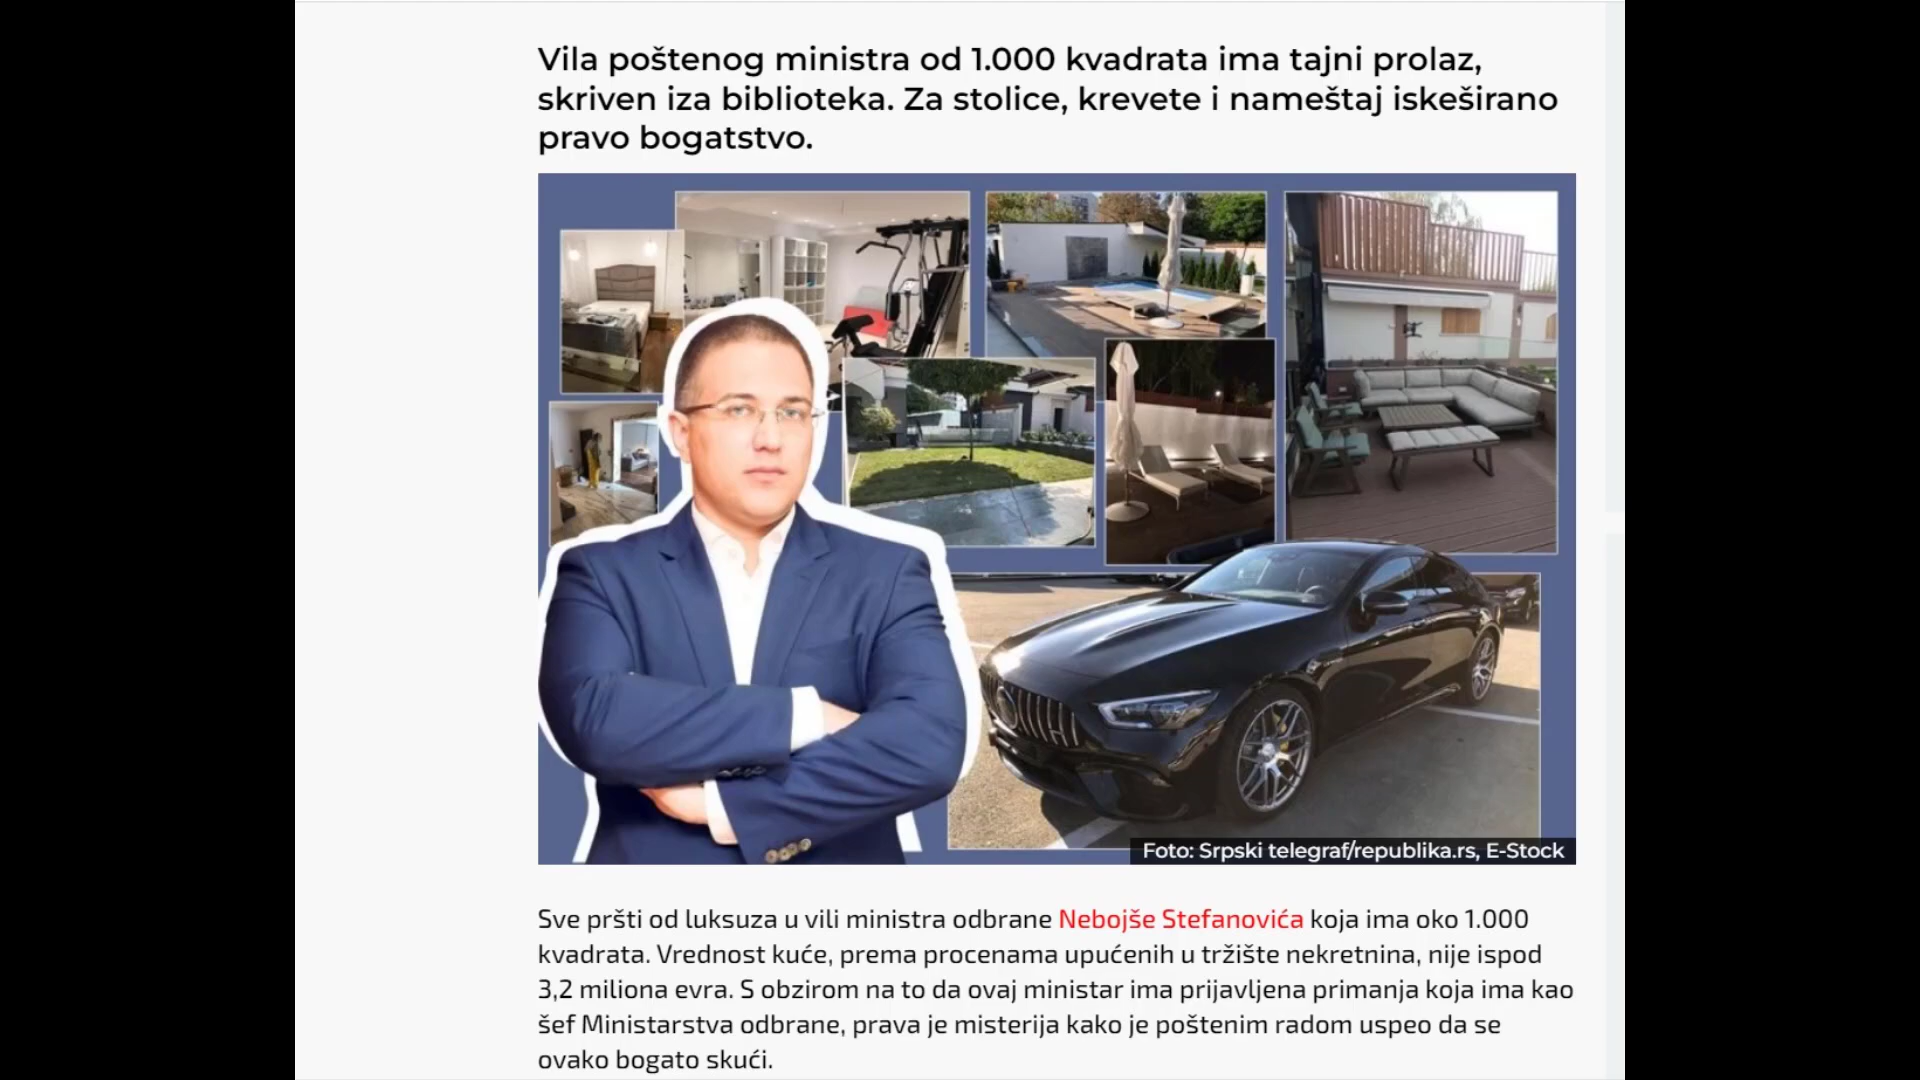 Vila poštenog ministra od 1.000 kvadrata ima tajni prolaz,
skriven iza biblioteka. Za stolice, krevete i nameštaj iskeširano
pravo bogatstvo.
Foto: Srpski telegraf/republika.rs, E-Stock
Sve pršti od luksuza u vili ministra odbrane Nebojše Stefanovića koja ima oko 1.000
kvadrata. Vrednost kuće, prema procenama upućenih u tržište nekretnina, nije ispod
3,2 miliona evra. S obzirom na to da ovaj ministar ima prijavljena primanja koja ima kao
šef Ministarstva odbrane, prava je misterija kako je poštenim radom uspeo da se
ovako bogato skući.